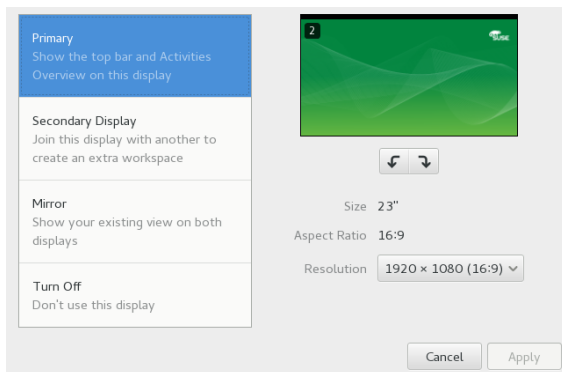 Primary
Show the top bar and Activities
Overview on this display
Secondary Display
Join this display with another to
create an extra workspace
Mirror
Show your existing view on both
displays
Turn Off
Don't use this display
2
SUSE
Size 23"
Aspect Ratio 16:9
Resolution 1920 × 1080 (16:9)
Cancel Apply